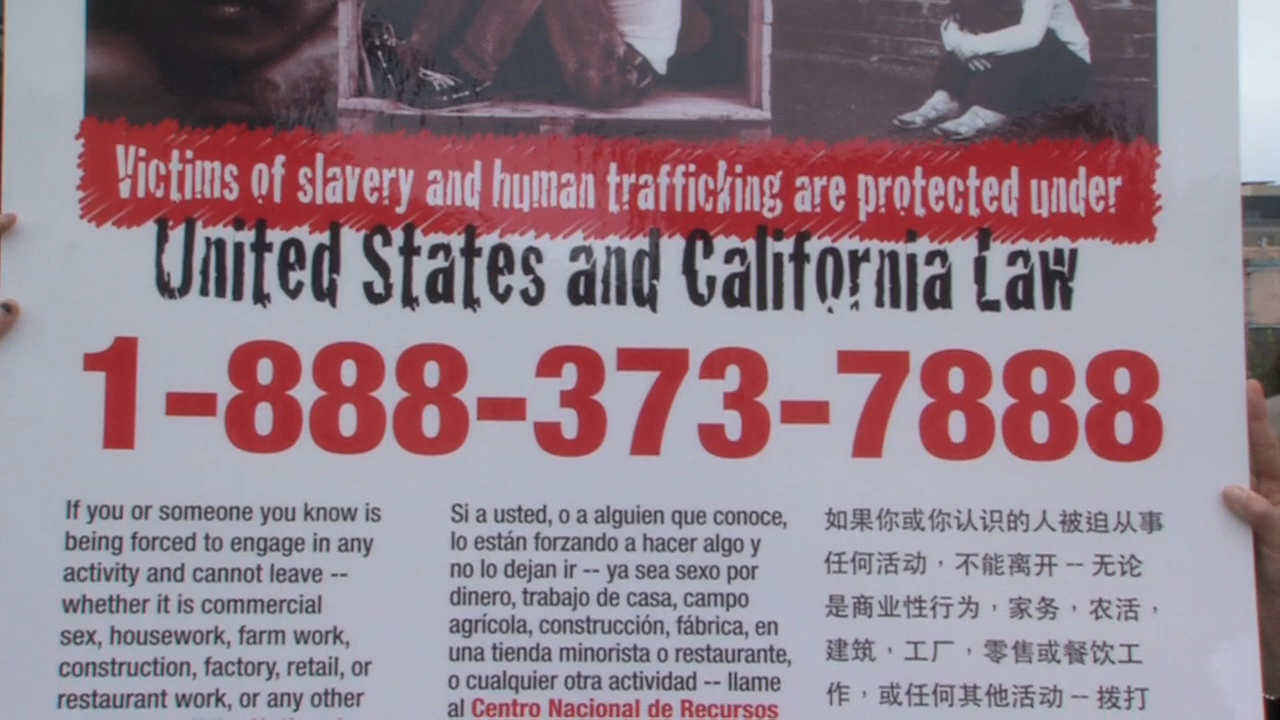 Victims of slavery and human trafficking are protected under
United States and California Law
1-888-373-7888
If you or someone you know is
being forced to engage in any
activity and cannot leave --
whether it is commercial
sex, housework, farm work,
construction, factory, retail, or
restaurant work, or any other
Si a usted, o a alguien que conoce,
lo están forzando a hacer algo y
no lo dejan ir -- ya sea sexo por
dinero, trabajo de casa, campo
agrícola, construcción, fábrica, en
una tienda minorista o restaurante,
o cualquier otra actividad -- llame
al Centro Nacional de Recursos
如果你或你认识的人被迫从事
任何活动，不能离开 -- 无论
是商业性行为，家务，农活，
建筑，工厂，零售或餐饮工
作，或任何其他活动 -- 拨打